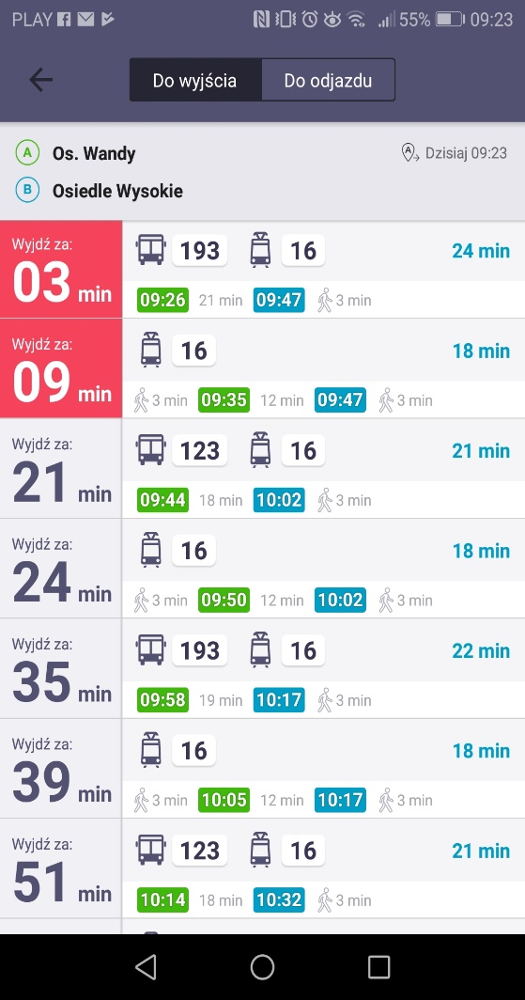 PLAY 55% 09:23
Do wyjścia Do odjazdu
A Os. Wandy A Dzisiaj 09:23
B Osiedle Wysokie
Wyjdź za: 193 16 24 min
03 min 09:26 21 min 09:47 3 min
Wyjdź za: 16 18 min
09 min 3 min 09:35 12 min 09:47 3 min
Wyjdź za: 123 16 21 min
21 min 09:44 18 min 10:02 3 min
Wyjdź za: 16 18 min
24 min 3 min 09:50 12 min 10:02 3 min
Wyjdź za: 193 16 22 min
35 min 09:58 19 min 10:17 3 min
Wyjdź za: 16 18 min
39 min 3 min 10:05 12 min 10:17 3 min
Wyjdź za: 123 16 21 min
51 min 10:14 18 min 10:32 3 min